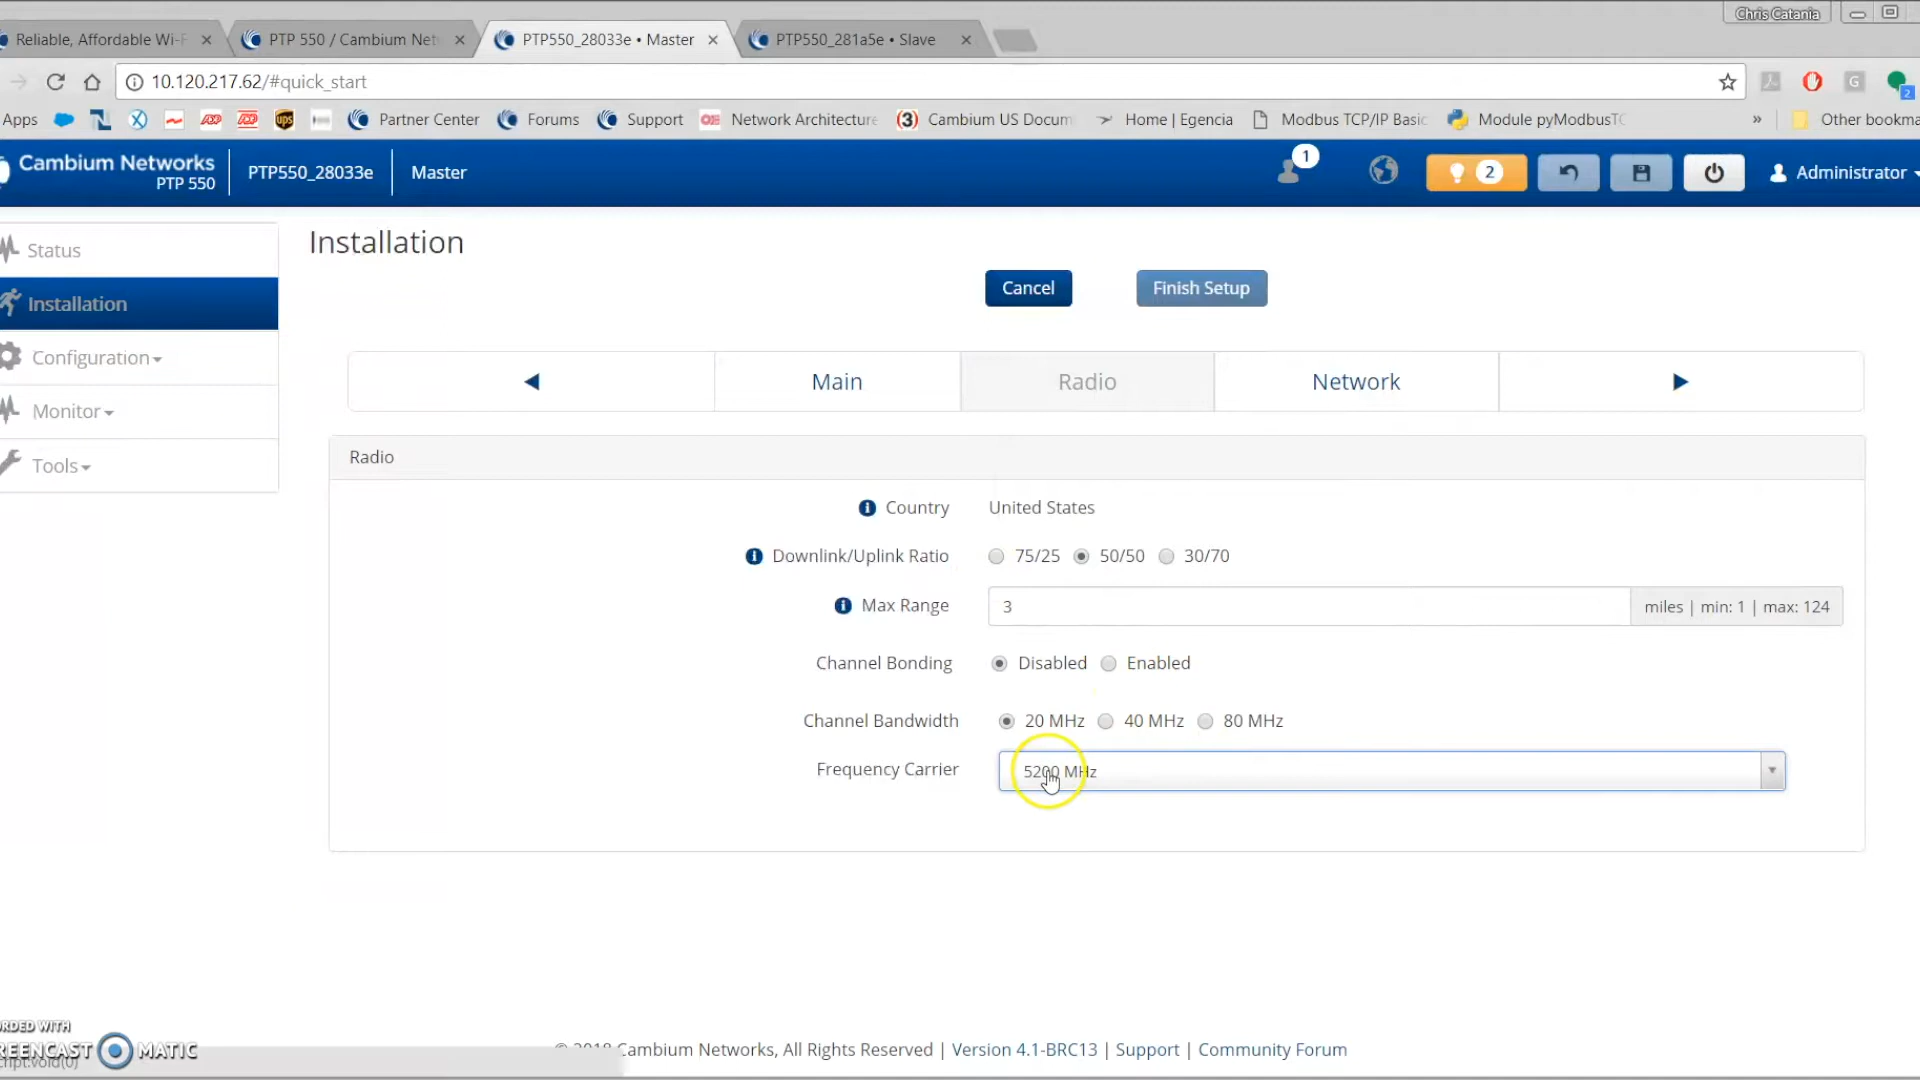 Chris Catania
Reliable, Affordable Wi-F
PTP 550 / Cambium Net
PTP550_28033e • Master
PTP550_281a5e • Slave
10.120.217.62/#quick_start
Apps
Partner Center
Forums
Support
Network Architecture
Cambium US Docum
Home | Egencia
Modbus TCP/IP Basic
Module pyModbusTC
»
Other bookma
Cambium Networks
PTP 550
PTP550_28033e
Master
1
2
Administrator
Status
Installation
Configuration
Monitor
Tools
Installation
Cancel
Finish Setup
Main
Radio
Network
Radio
Country
United States
Downlink/Uplink Ratio
75/25
50/50
30/70
Max Range
3
miles | min: 1 | max: 124
Channel Bonding
Disabled
Enabled
Channel Bandwidth
20 MHz
40 MHz
80 MHz
Frequency Carrier
5200 MHz
ORDED WITH
REENCAST MATIC
cript:void(0)
© 2018 Cambium Networks, All Rights Reserved | Version 4.1-BRC13 | Support | Community Forum